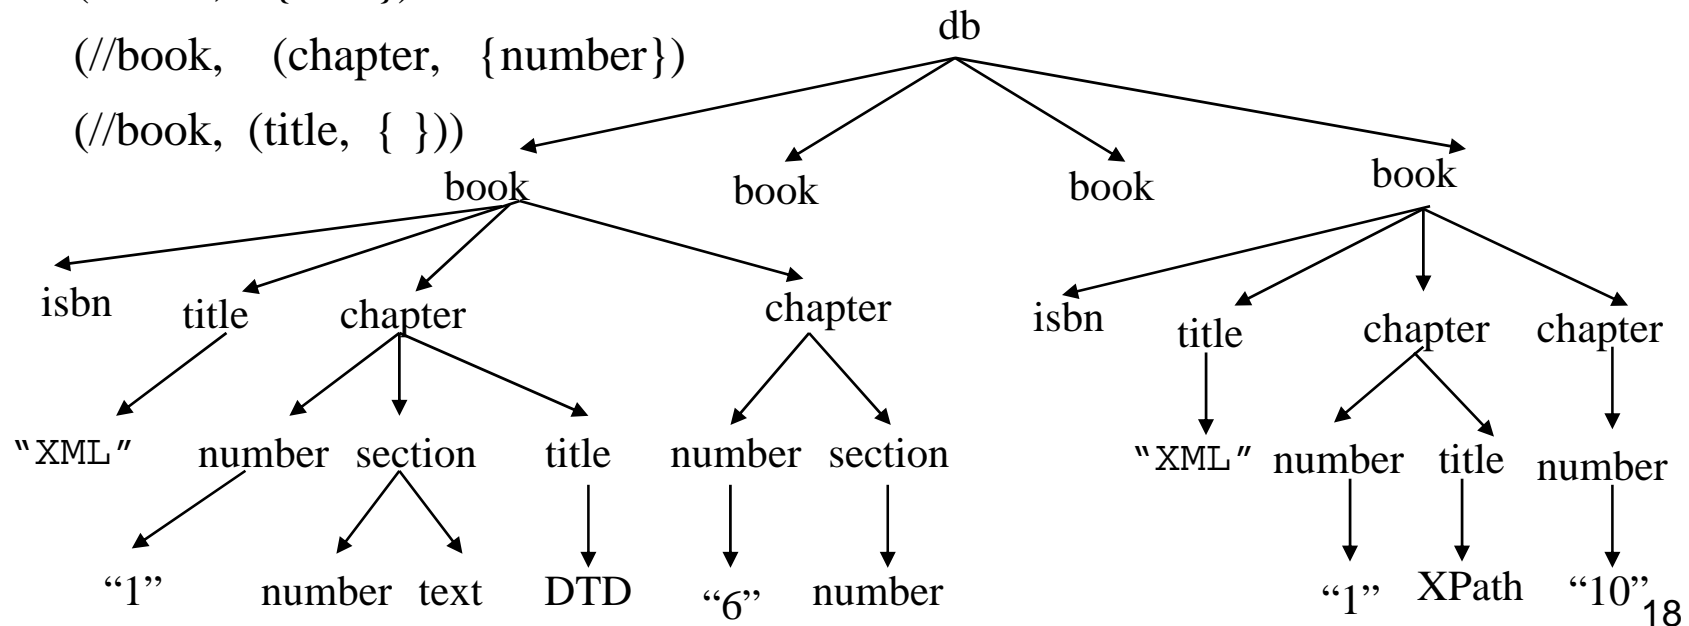 db
(//book, (chapter, {number})
(//book, (title, { }))
book book book book
isbn title chapter chapter isbn title chapter chapter
“XML” number section title number section “XML” number title number
“1” number text DTD “6” number “1” XPath “10”
18